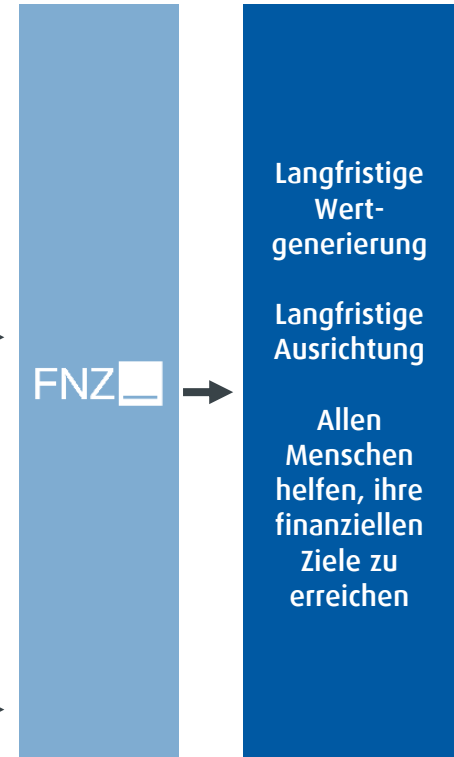 FNZ
Langfristige
Wert-
generierung
Langfristige
Ausrichtung
Allen
Menschen
helfen, ihre
finanziellen
Ziele zu
erreichen